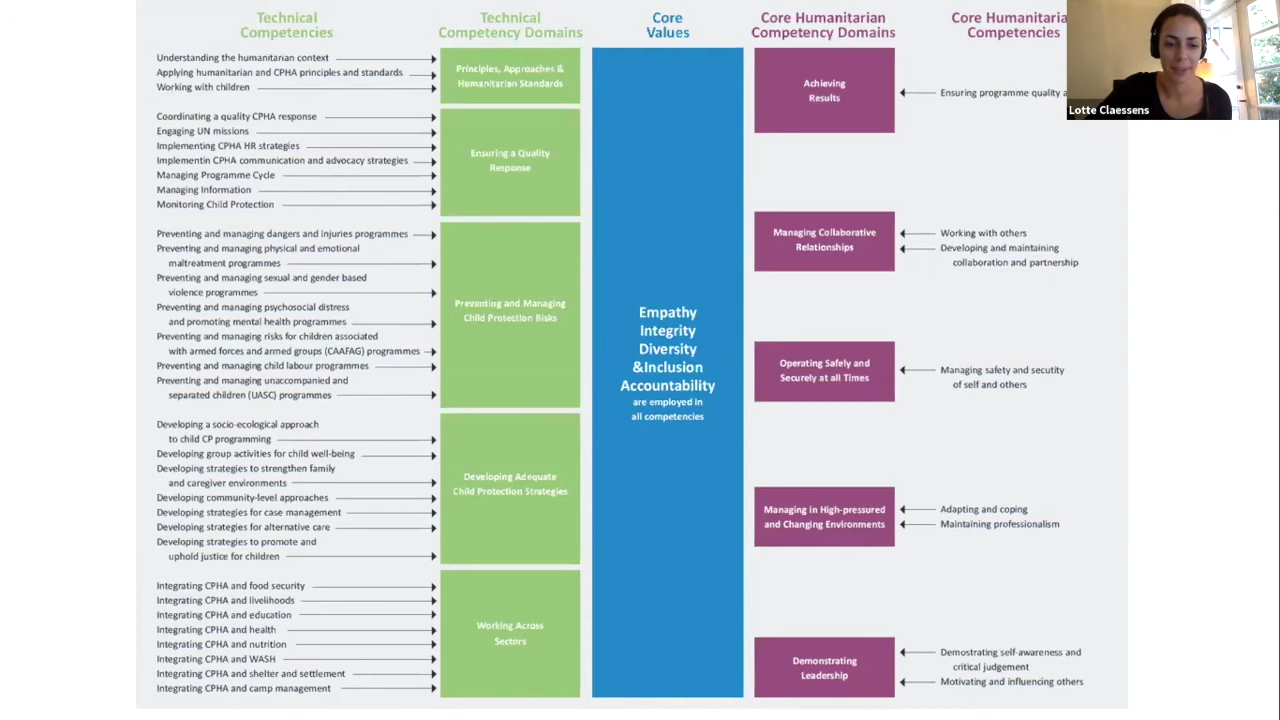 Technical
Competencies
Technical
Competency Domains
Core
Values
Core Humanitarian
Competency Domains
Core Humanitaria
Competencies
Understanding the humanitarian context
Applying humanitarian and CPHA principles and standards
Working with children
Principles, Approaches &
Humanitarian Standards
Coordinating a quality CPHA response
Engaging UN missions
Implementing CPHA HR strategies
Implementin CPHA communication and advocacy strategies
Managing Programme Cycle
Managing Information
Monitoring Child Protection
Ensuring a Quality
Response
Preventing and managing dangers and injuries programmes
Preventing and managing physical and emotional
maltreatment programmes
Preventing and managing sexual and gender based
violence programmes
Preventing and managing psychosocial distress
and promoting mental health programmes
Preventing and managing risks for children associated
with armed forces and armed groups (CAAFAG) programmes
Preventing and managing child labour programmes
Preventing and managing unaccompanied and
separated children (UASC) programmes
Preventing and Managing
Child Protection Risks
Developing a socio-ecological approach
to child CP programming
Developing group activities for child well-being
Developing strategies to strengthen family
and caregiver environments
Developing community-level approaches
Developing strategies for case management
Developing strategies for alternative care
Developing strategies to promote and
uphold justice for children
Developing Adequate
Child Protection Strategies
Integrating CPHA and food security
Integrating CPHA and livelihoods
Integrating CPHA and education
Integrating CPHA and health
Integrating CPHA and nutrition
Integrating CPHA and WASH
Integrating CPHA and shelter and settlement
Integrating CPHA and camp management
Working Across
Sectors
Empathy
Integrity
Diversity
&Inclusion
Accountability
are employed in
all competencies
Achieving
Results
Ensuring programme quality a
Managing Collaborative
Relationships
Working with others
Developing and maintaining
collaboration and partnership
Operating Safely and
Securely at all Times
Managing safety and secutity
of self and others
Managing in High-pressured
and Changing Environments
Adapting and coping
Maintaining professionalism
Demonstrating
Leadership
Demostrating self-awareness and
critical judgement
Motivating and influencing others
Lotte Claessens